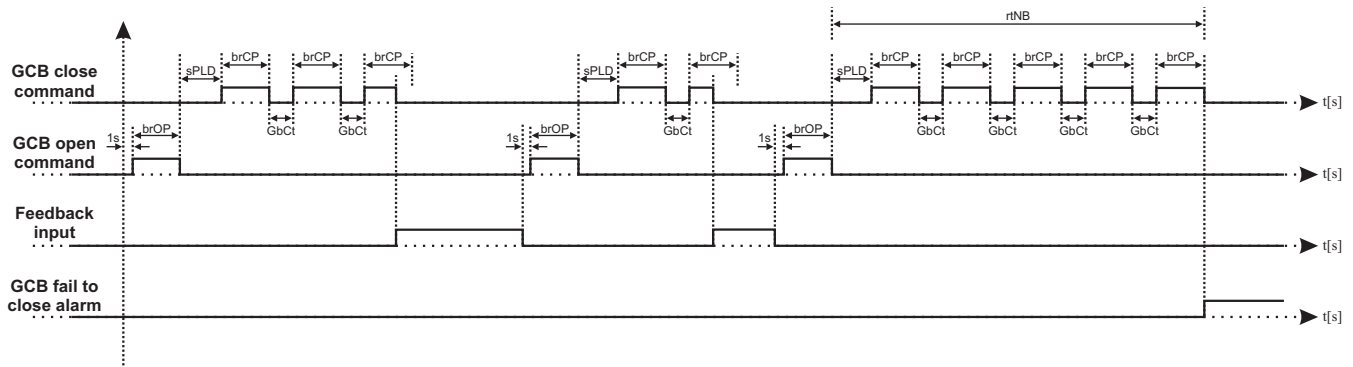 rtNB
brCP brCP brCP brCP brCP brCP brCP brCP brCP brCP
sPLD sPLD sPLD
GCB close
command
t[s]
GbCt GbCt GbCt GbCt GbCt GbCt GbCt
1s brOP 1s brOP 1s brOP
GCB open
command
t[s]
Feedback
input
t[s]
GCB fail to
close alarm
t[s]